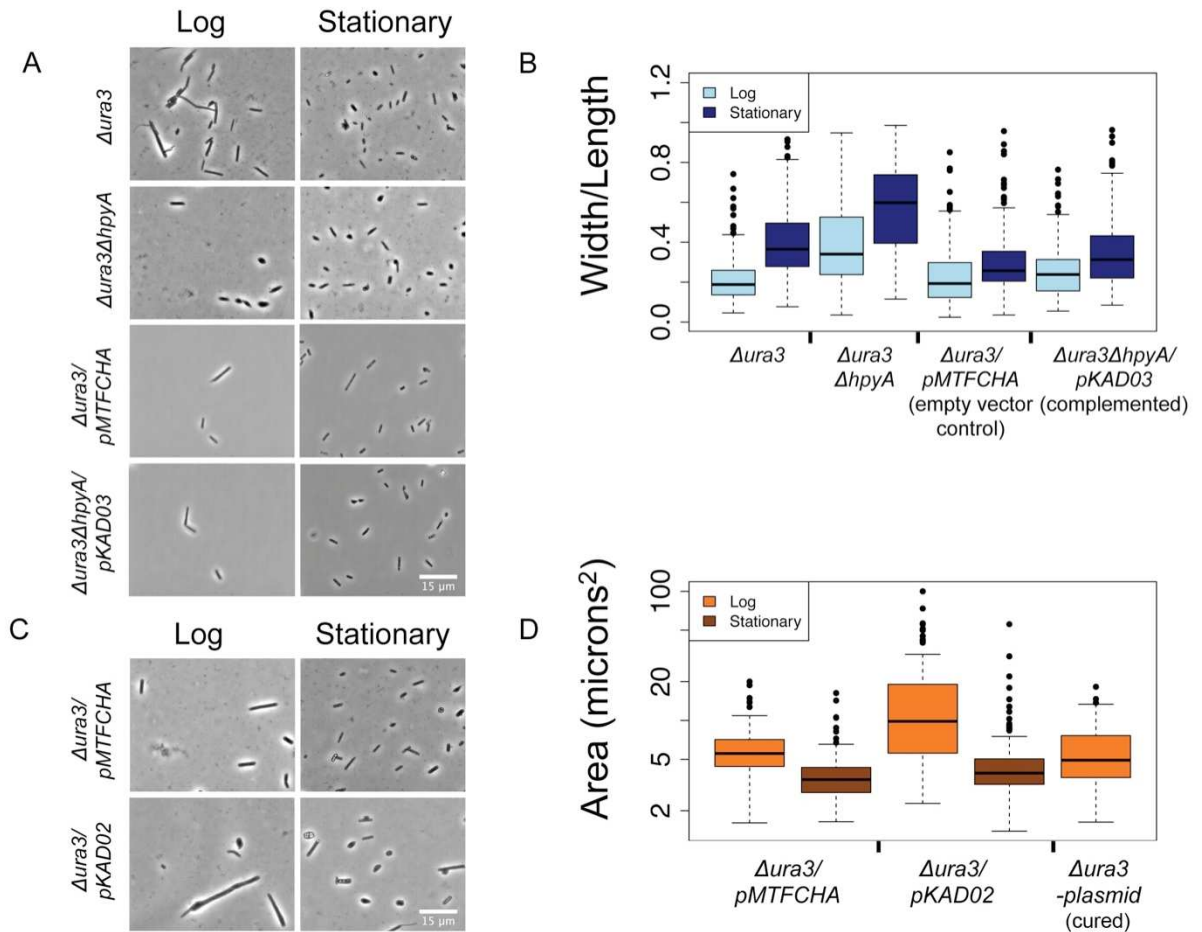 A
Log
Stationary
Δura3
Δura3ΔhpyA
Δura3/
pMTFCHA
Δura3ΔhpyA/
pKAD03
15 µm
B
Width/Length
1.2
0.8
0.4
0.0
Log
Stationary
Δura3
Δura3
ΔhpyA
Δura3/
pMTFCHA
(empty vector
control)
Δura3ΔhpyA/
pKAD03
(complemented)
C
Log
Stationary
Δura3/
pMTFCHA
Δura3/
pKAD02
15 µm
D
Area (microns²)
100
20
5
2
Log
Stationary
Δura3/
pMTFCHA
Δura3/
pKAD02
Δura3
-plasmid
(cured)